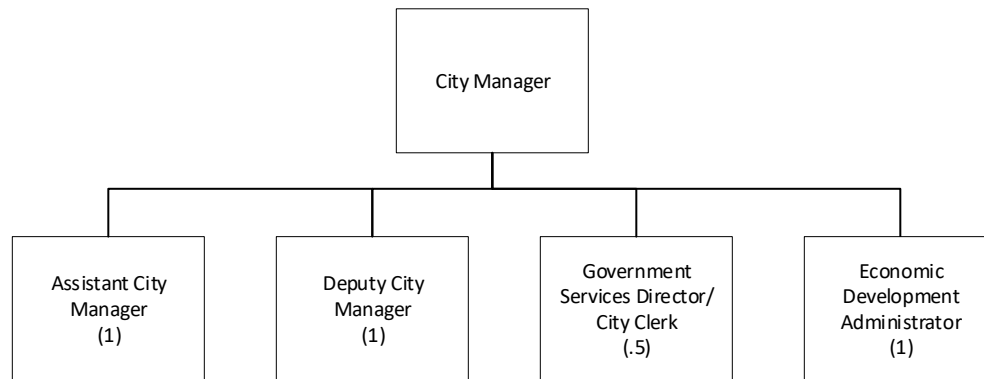 City Manager
Assistant City
Manager
(1)
Deputy City
Manager
(1)
Government
Services Director/
City Clerk
(.5)
Economic
Development
Administrator
(1)